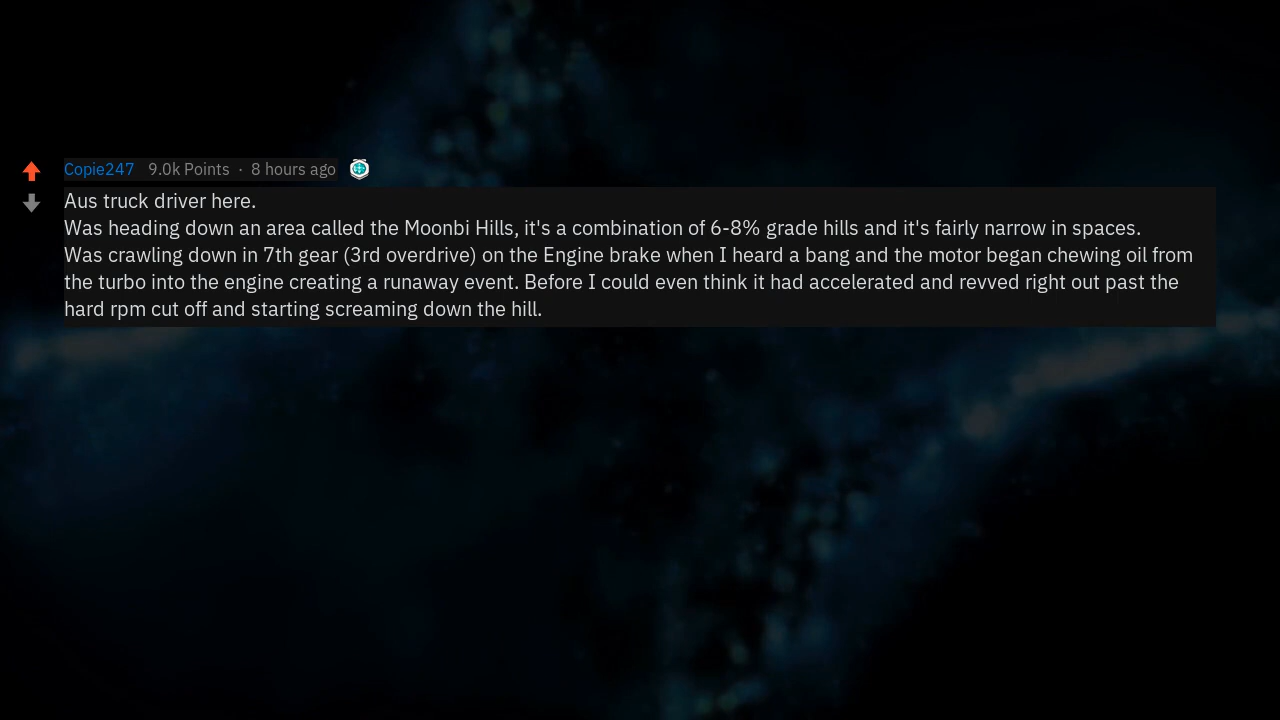 Copie247 9.0k Points · 8 hours ago
Aus truck driver here.
Was heading down an area called the Moonbi Hills, it's a combination of 6-8% grade hills and it's fairly narrow in spaces.
Was crawling down in 7th gear (3rd overdrive) on the Engine brake when I heard a bang and the motor began chewing oil from
the turbo into the engine creating a runaway event. Before I could even think it had accelerated and revved right out past the
hard rpm cut off and starting screaming down the hill.